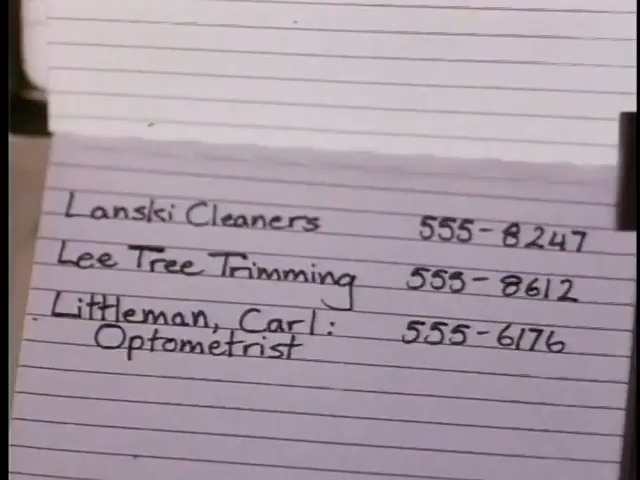 Lanski Cleaners 555-8247
Lee Tree Trimming 555-8612
Littleman, Carl: 555-6176
Optometrist